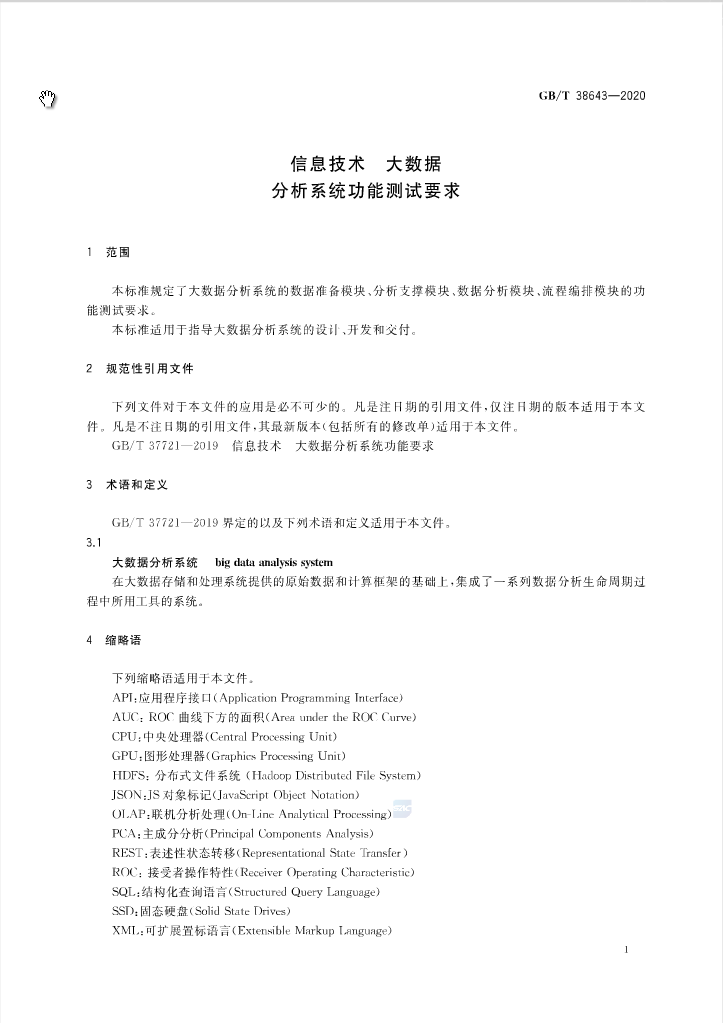 GB/T 38643—2020
信息技术　大数据
分析系统功能测试要求
1　范围
本标准规定了大数据分析系统的数据准备模块、分析支撑模块、数据分析模块、流程编排模块的功
能测试要求。
本标准适用于指导大数据分析系统的设计、开发和交付。
2　规范性引用文件
下列文件对于本文件的应用是必不可少的。凡是注日期的引用文件,仅注日期的版本适用于本文
件。凡是不注日期的引用文件,其最新版本(包括所有的修改单)适用于本文件。
GB/T 37721—2019　信息技术　大数据分析系统功能要求
3　术语和定义
GB/T 37721—2019 界定的以及下列术语和定义适用于本文件。
3.1
大数据分析系统　big data analysis system
在大数据存储和处理系统提供的原始数据和计算框架的基础上,集成了一系列数据分析生命周期过
程中所用工具的系统。
4　缩略语
下列缩略语适用于本文件。
API:应用程序接口(Application Programming Interface)
AUC: ROC 曲线下方的面积(Area under the ROC Curve)
CPU:中央处理器(Central Processing Unit)
GPU:图形处理器(Graphics Processing Unit)
HDFS: 分布式文件系统 (Hadoop Distributed File System)
JSON:JS 对象标记(JavaScript Object Notation)
OLAP:联机分析处理(On-Line Analytical Processing)
PCA:主成分分析(Principal Components Analysis)
REST:表述性状态转移(Representational State Transfer)
ROC: 接受者操作特性(Receiver Operating Characteristic)
SQL:结构化查询语言(Structured Query Language)
SSD:固态硬盘(Solid State Drives)
XML:可扩展置标语言(Extensible Markup Language)
1